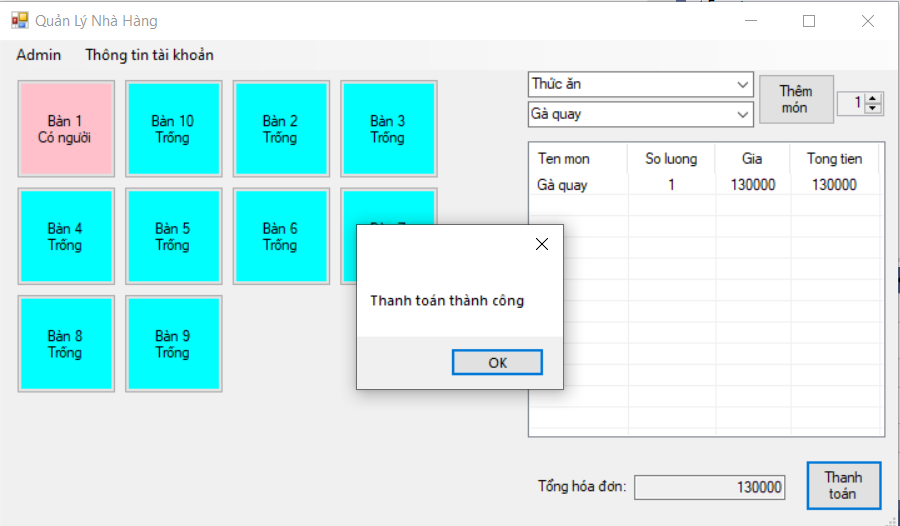 Quản Lý Nhà Hàng
Admin Thông tin tài khoản
Bàn 1
Có người
Bàn 10
Trống
Bàn 2
Trống
Bàn 3
Trống
Bàn 4
Trống
Bàn 5
Trống
Bàn 6
Trống
Bàn 8
Trống
Bàn 9
Trống
Thức ăn
Gà quay
Thêm
món
1
Ten mon So luong Gia Tong tien
Gà quay 1 130000 130000
Thanh toán thành công
OK
Tổng hóa đơn: 130000
Thanh
toán